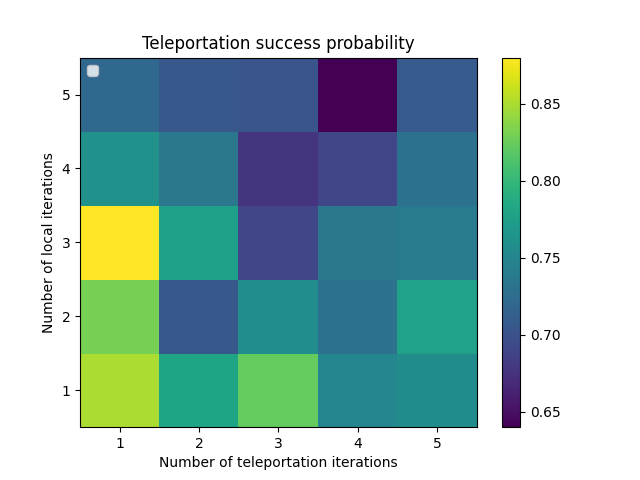 Teleportation success probability
5
4
3
2
1
Number of local iterations
1 2 3 4 5
Number of teleportation iterations
0.85
0.80
0.75
0.70
0.65